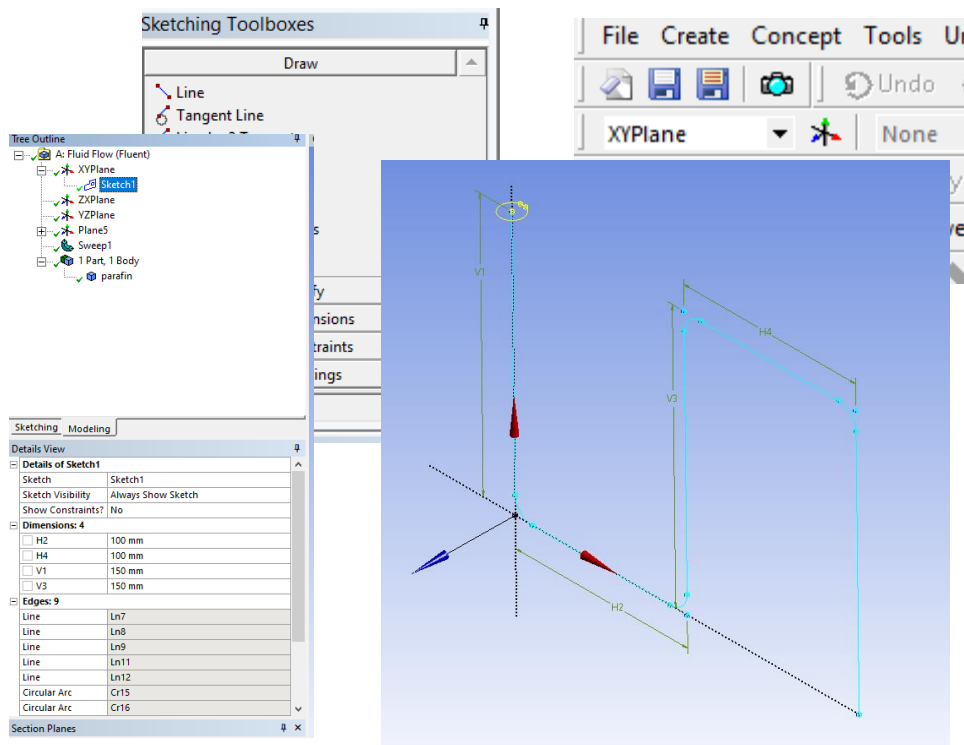 Sketching Toolboxes
Draw
Line
Tangent Line
File Create Concept Tools
Undo
XYPlane
None
Tree Outline
A: Fluid Flow (Fluent)
XYPlane
Sketch1
ZXPlane
YZPlane
Plane5
Sweep1
1 Part, 1 Body
parafin
fy
nsions
traints
ings
Sketching Modeling
Details View
Details of Sketch1
Sketch Sketch1
Sketch Visibility Always Show Sketch
Show Constraints? No
Dimensions: 4
H2 100 mm
H4 100 mm
V1 150 mm
V3 150 mm
Edges: 9
Line Ln7
Line Ln8
Line Ln9
Line Ln11
Line Ln12
Circular Arc Cr15
Circular Arc Cr16
Section Planes
V1
H4
V3
H2